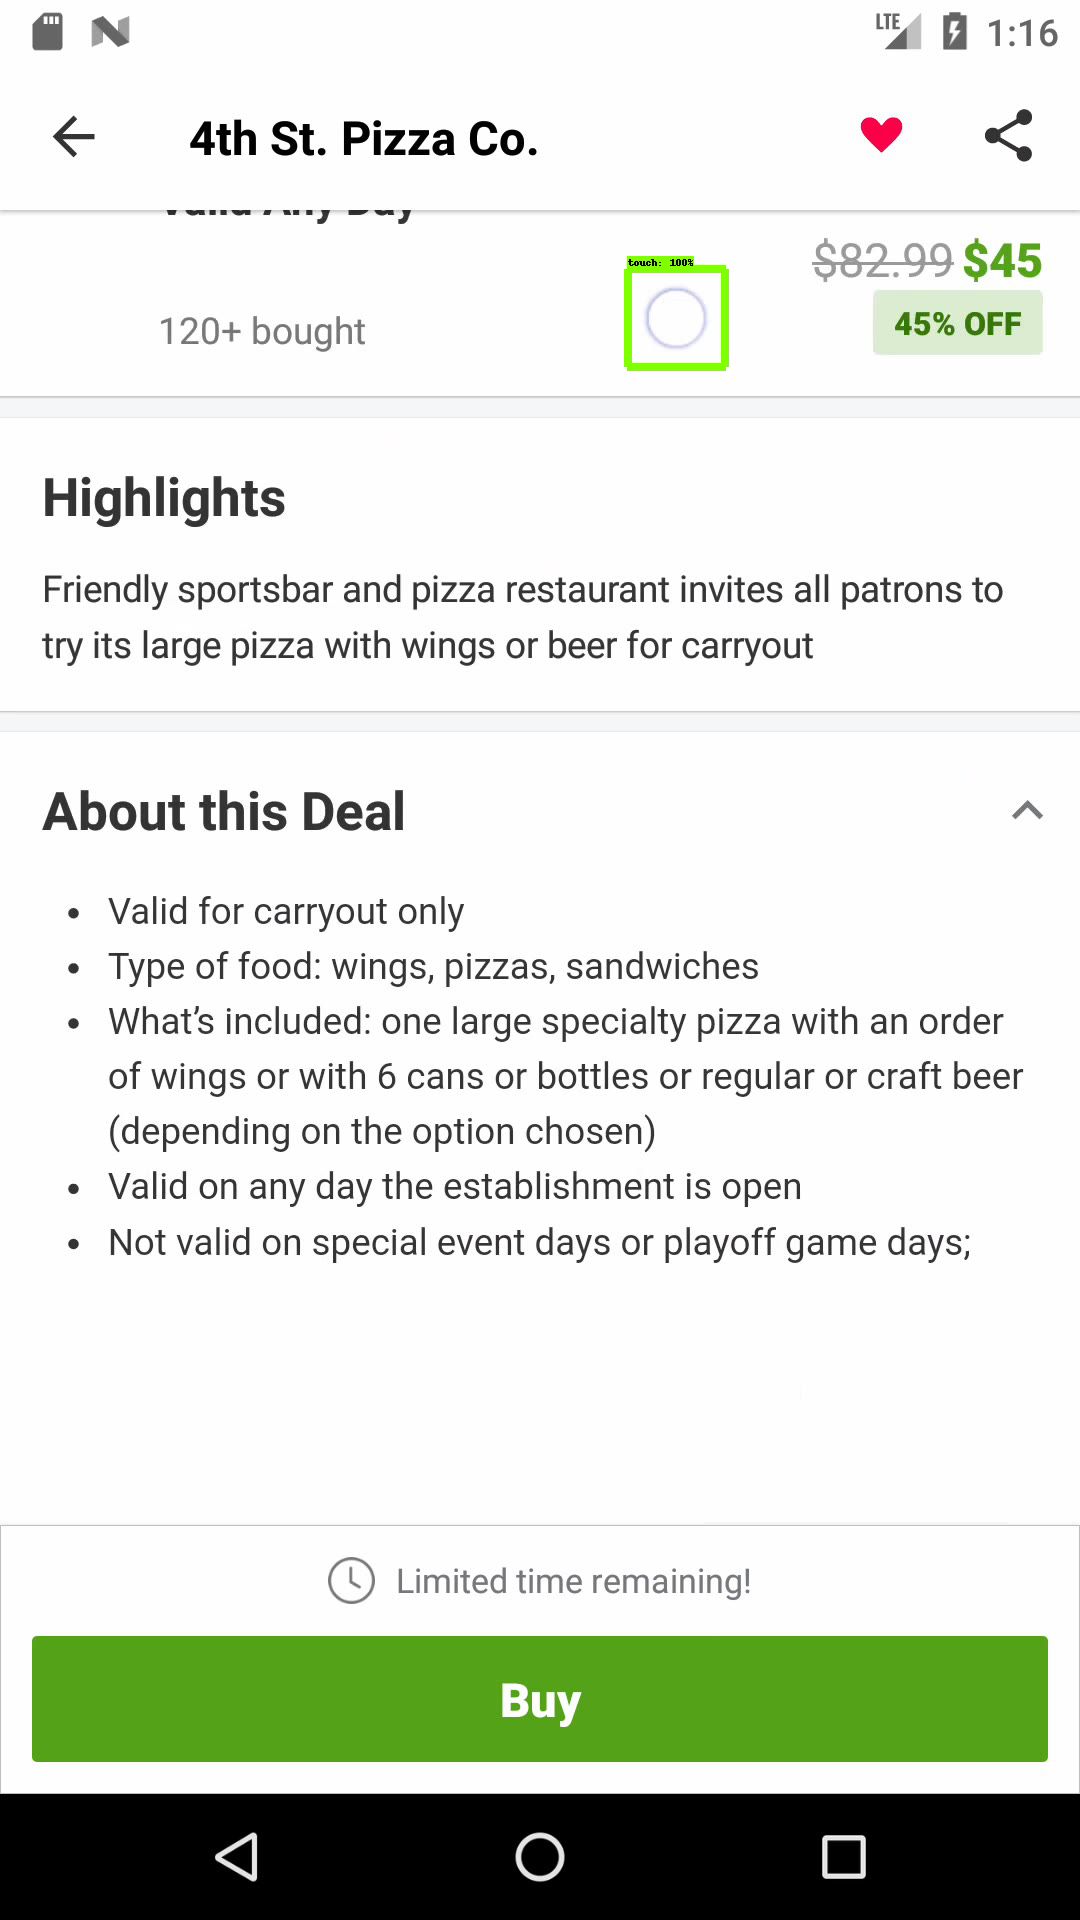 LTE 1:16
4th St. Pizza Co.
Valid Any Day
$82.99 $45
touch: 100%
120+ bought
45% OFF
Highlights
Friendly sportsbar and pizza restaurant invites all patrons to
try its large pizza with wings or beer for carryout
About this Deal
• Valid for carryout only
• Type of food: wings, pizzas, sandwiches
• What’s included: one large specialty pizza with an order
of wings or with 6 cans or bottles or regular or craft beer
(depending on the option chosen)
• Valid on any day the establishment is open
• Not valid on special event days or playoff game days;
Limited time remaining!
Buy